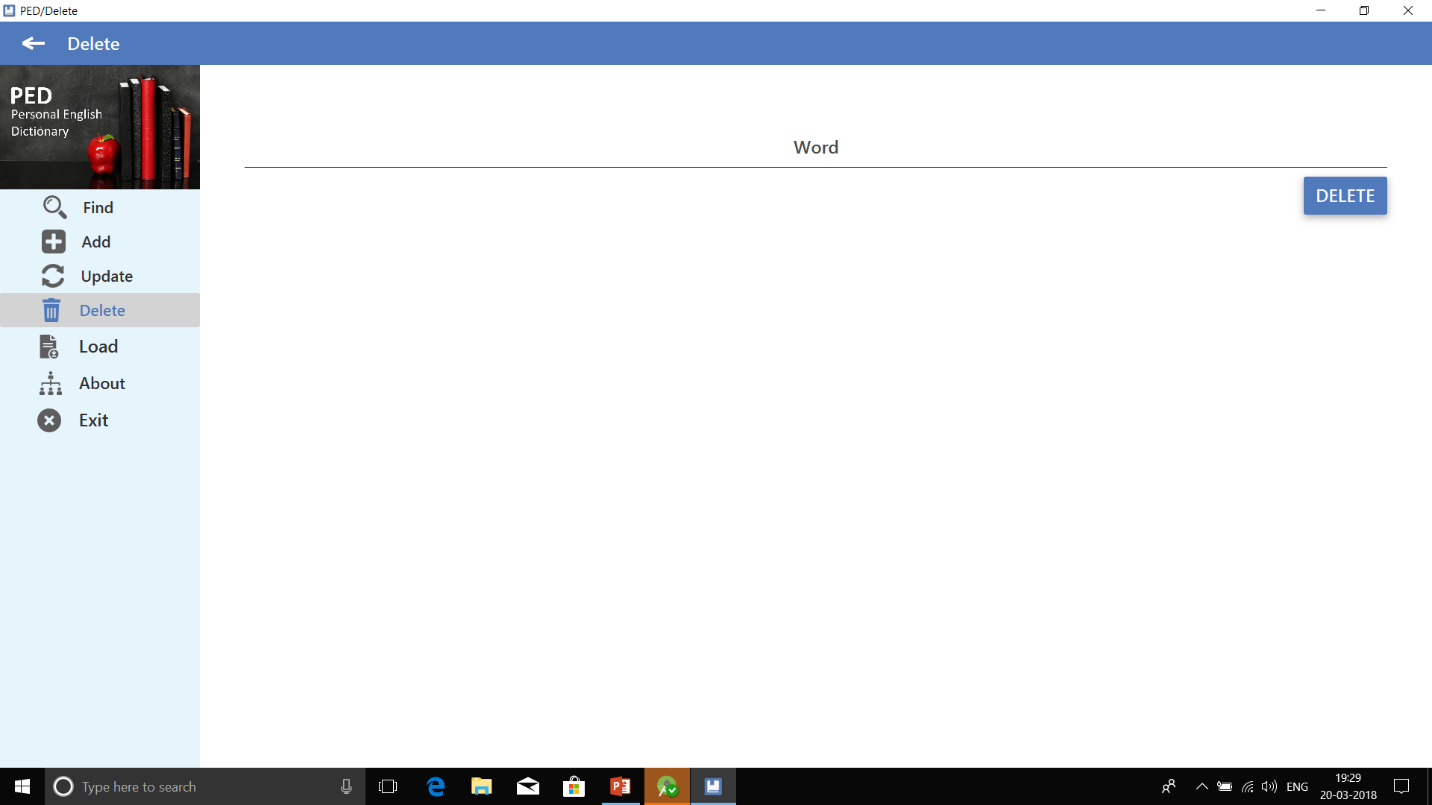 PED/Delete
Delete
PED
Personal English
Dictionary
Word
DELETE
Find
Add
Update
Delete
Load
About
Exit
Type here to search
ENG
19:29
20-03-2018